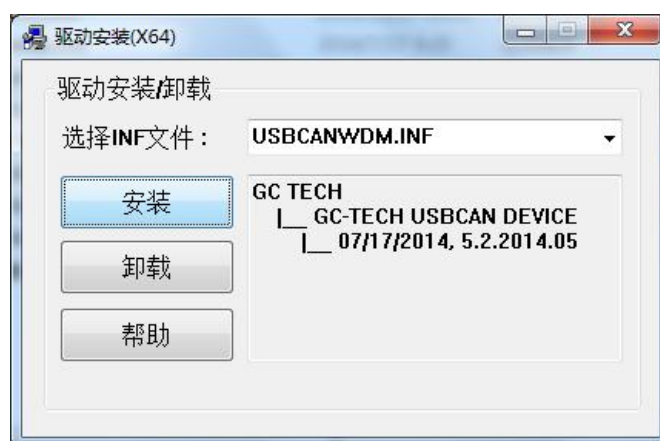 驱动安装(X64)
驱动安装/卸载
选择INF文件：
USBCANWDM.INF
安装
GC TECH
|__ GC-TECH USBCAN DEVICE
|__ 07/17/2014, 5.2.2014.05
卸载
帮助